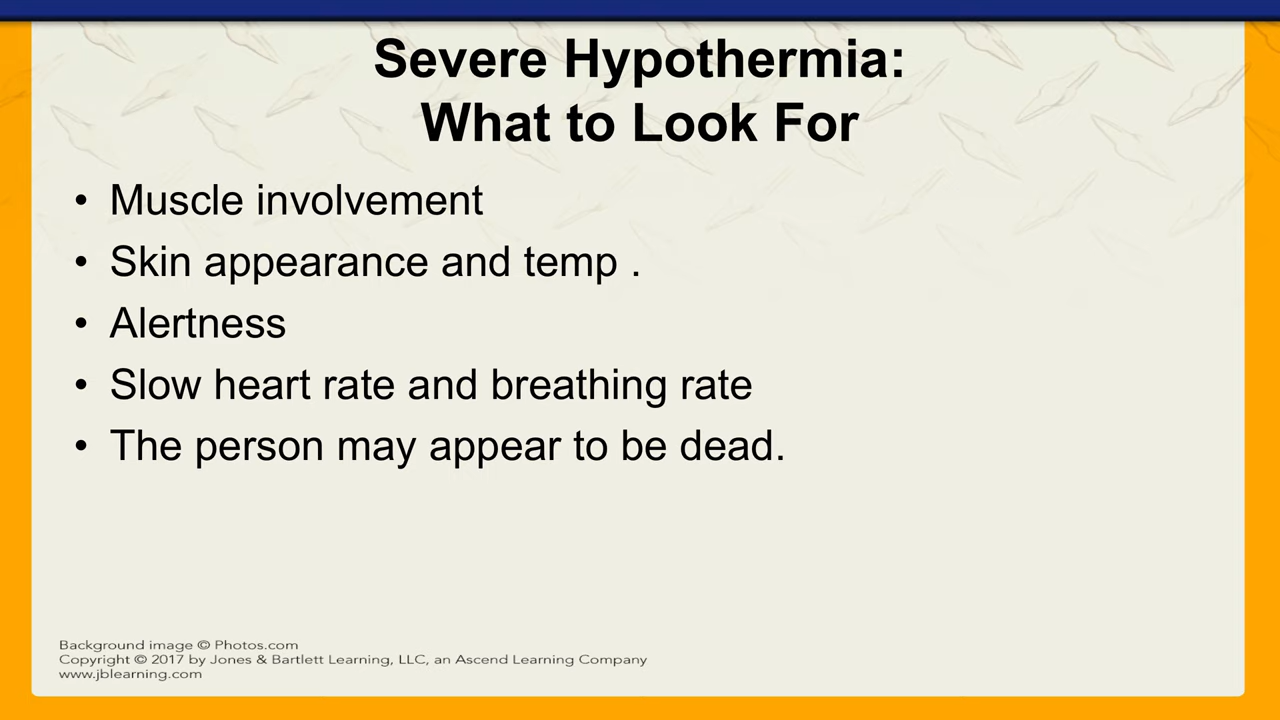 Severe Hypothermia:
What to Look For
• Muscle involvement
• Skin appearance and temp .
• Alertness
• Slow heart rate and breathing rate
• The person may appear to be dead.
Background image © Photos.com
Copyright © 2017 by Jones & Bartlett Learning, LLC, an Ascend Learning Company
www.jblearning.com